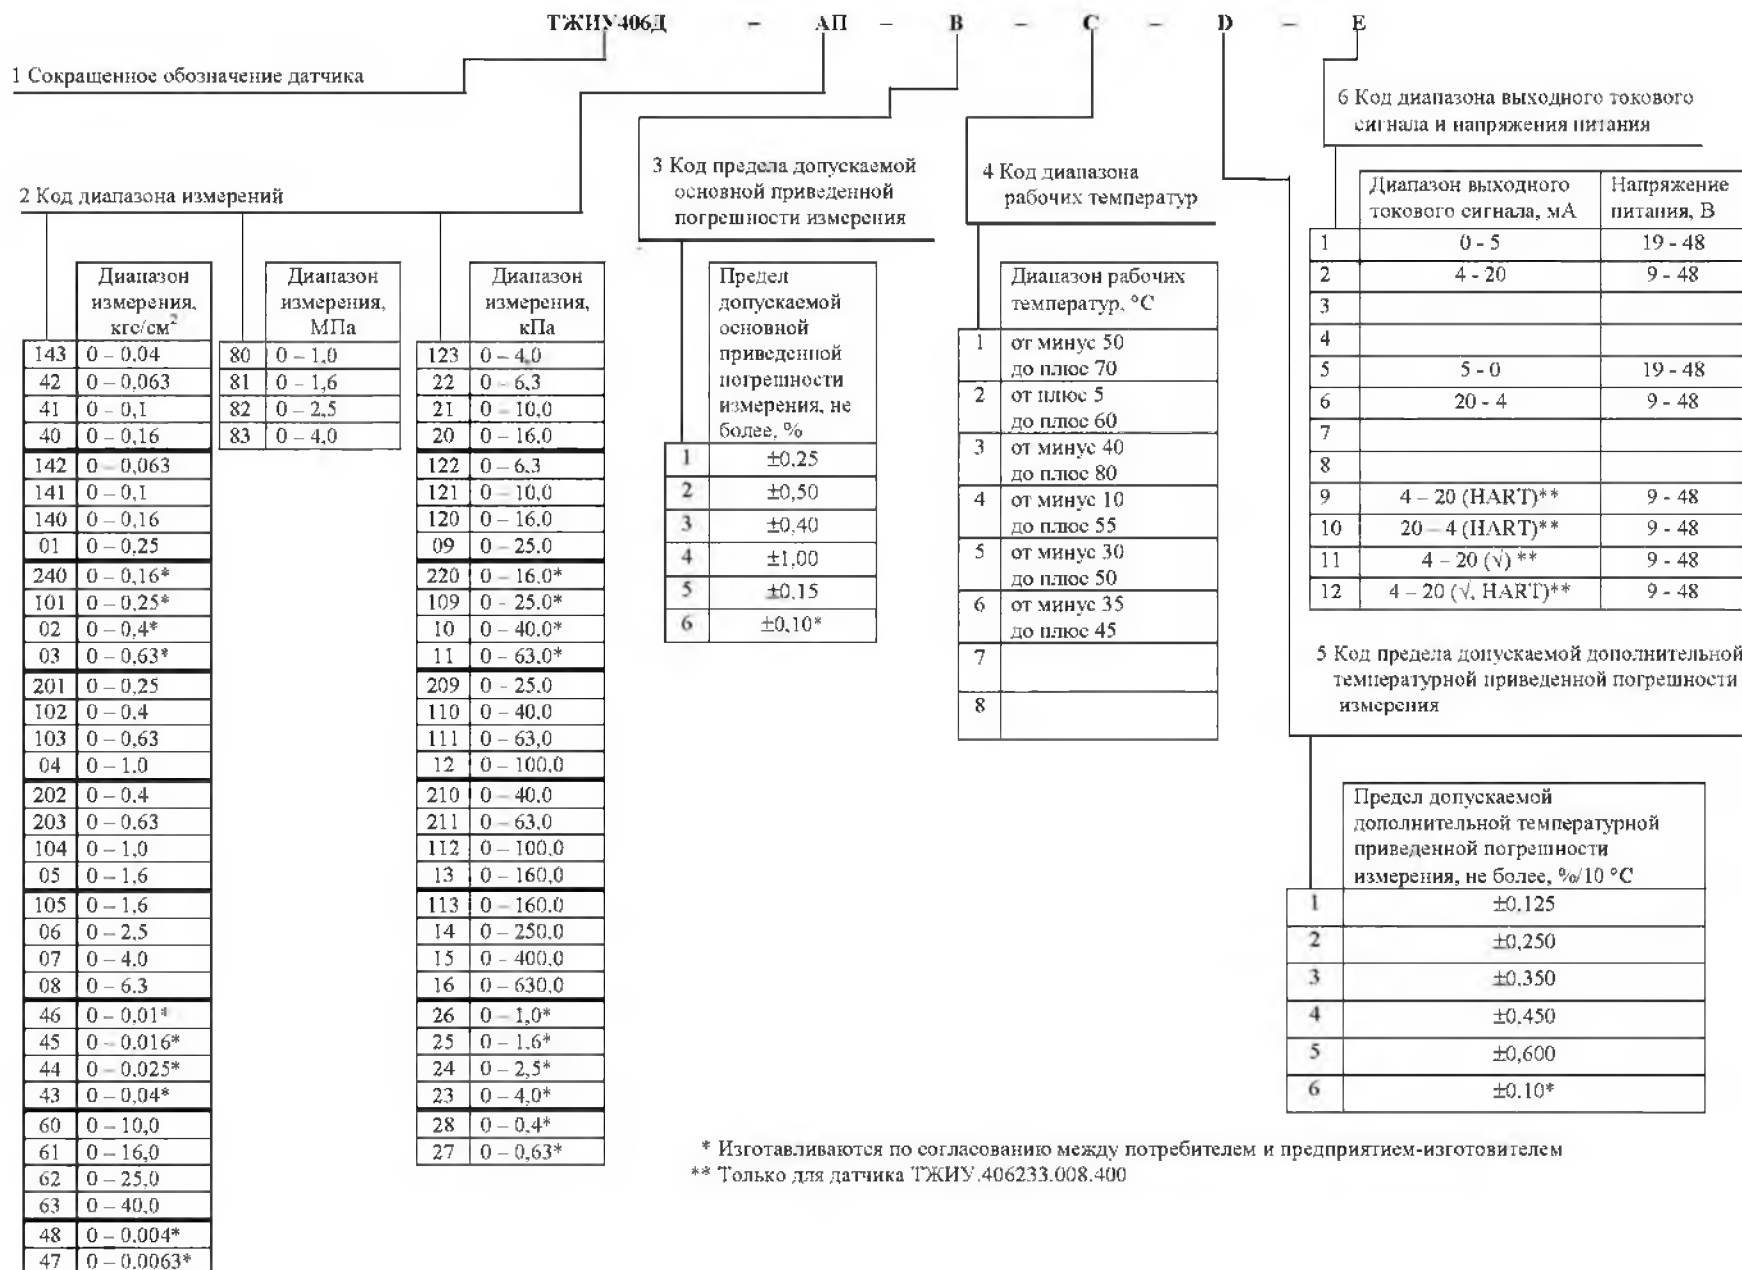 ТЖИУ406Д – АП – В – С – D – Е
1 Сокращенное обозначение датчика
2 Код диапазона измерений
Диапазон
измерения,
кгс/см²
143 0 – 0,04
42 0 – 0,063
41 0 – 0,1
40 0 – 0,16
142 0 – 0,063
141 0 – 0,1
140 0 – 0,16
01 0 – 0,25
240 0 – 0,16*
101 0 – 0,25*
02 0 – 0,4*
03 0 – 0,63*
201 0 – 0,25
102 0 – 0,4
103 0 – 0,63
04 0 – 1,0
202 0 – 0,4
203 0 – 0,63
104 0 – 1,0
05 0 – 1,6
105 0 – 1,6
06 0 – 2,5
07 0 – 4,0
08 0 – 6,3
46 0 – 0,01*
45 0 – 0,016*
44 0 – 0,025*
43 0 – 0,04*
60 0 – 10,0
61 0 – 16,0
62 0 – 25,0
63 0 – 40,0
48 0 – 0,004*
47 0 – 0,0063*
Диапазон
измерения,
МПа
80 0 – 1,0
81 0 – 1,6
82 0 – 2,5
83 0 – 4,0
Диапазон
измерения,
кПа
123 0 – 4,0
22 0 – 6,3
21 0 – 10,0
20 0 – 16,0
122 0 – 6,3
121 0 – 10,0
120 0 – 16,0
09 0 – 25,0
220 0 – 16,0*
109 0 – 25,0*
10 0 – 40,0*
11 0 – 63,0*
209 0 – 25,0
110 0 – 40,0
111 0 – 63,0
12 0 – 100,0
210 0 – 40,0
211 0 – 63,0
112 0 – 100,0
13 0 – 160,0
113 0 – 160,0
14 0 – 250,0
15 0 – 400,0
16 0 – 630,0
26 0 – 1,0*
25 0 – 1,6*
24 0 – 2,5*
23 0 – 4,0*
28 0 – 0,4*
27 0 – 0,63*
3 Код предела допускаемой
основной приведенной
погрешности измерения
Предел
допускаемой
основной
приведенной
погрешности
измерения, не
более, %
1 ±0,25
2 ±0,50
3 ±0,40
4 ±1,00
5 ±0,15
6 ±0,10*
4 Код диапазона
рабочих температур
Диапазон рабочих
температур, °С
1 от минус 50
до плюс 70
2 от плюс 5
до плюс 60
3 от минус 40
до плюс 80
4 от минус 10
до плюс 55
5 от минус 30
до плюс 50
6 от минус 35
до плюс 45
7
8
6 Код диапазона выходного токового
сигнала и напряжения питания
Диапазон выходного Напряжение
токового сигнала, мА питания, В
1 0 - 5 19 - 48
2 4 - 20 9 - 48
3
4
5 5 - 0 19 - 48
6 20 - 4 9 - 48
7
8
9 4 – 20 (HART)** 9 - 48
10 20 – 4 (HART)** 9 - 48
11 4 – 20 (√) ** 9 - 48
12 4 – 20 (√, HART)** 9 - 48
5 Код предела допускаемой дополнительной
температурной приведенной погрешности
измерения
Предел допускаемой
дополнительной температурной
приведенной погрешности
измерения, не более, %/10 °С
1 ±0,125
2 ±0,250
3 ±0,350
4 ±0,450
5 ±0,600
6 ±0,10*
* Изготавливаются по согласованию между потребителем и предприятием-изготовителем
** Только для датчика ТЖИУ.406233.008.400